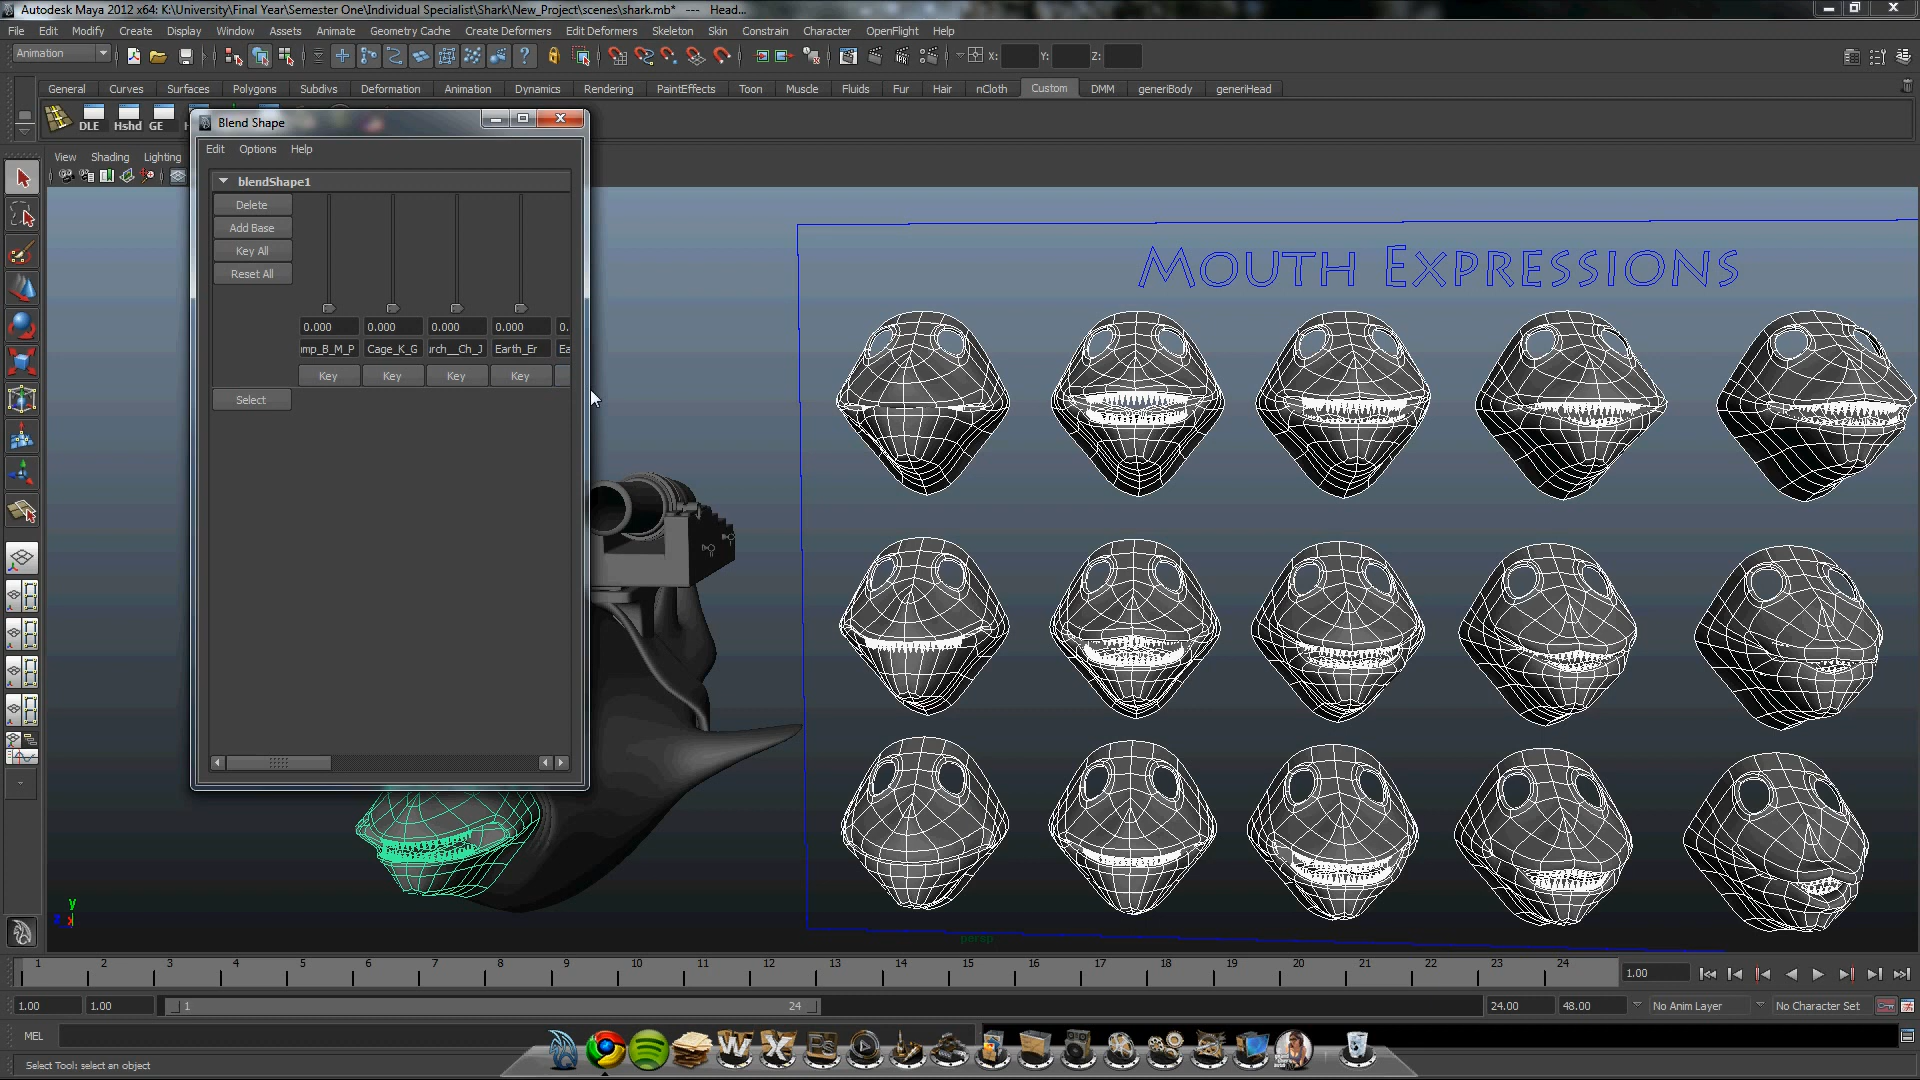 Autodesk Maya 2012 x64: K:\University\Final Year\Semester One\Individual Specialist\Shark\New_Project\scenes\shark.mb* --- Head...
File Edit Modify Create Display Window Assets Animate Geometry Cache Create Deformers Edit Deformers Skeleton Skin Constrain Character OpenFlight Help
Animation X: Y: Z:
General Curves Surfaces Polygons Subdivs Deformation Animation Dynamics Rendering PaintEffects Toon Muscle Fluids Fur Hair nCloth Custom DMM generiBody generiHead
DLE Hshd GE
Blend Shape
Edit Options Help
View Shading Lighting
blendShape1
Delete
Add Base
Key All
Reset All
0.000 0.000 0.000 0.000 0.
mp_B_M_P Cage_K_G rch__Ch_J Earth_Er Ea
Key Key Key Key
Select
MOUTH EXPRESSIONS
y
persp
1 2 3 4 5 6 7 8 9 10 11 12 13 14 15 16 17 18 19 20 21 22 23 24 1.00
1.00 1.00 1 24 24.00 48.00 No Anim Layer No Character Set
MEL
Select Tool: select an object